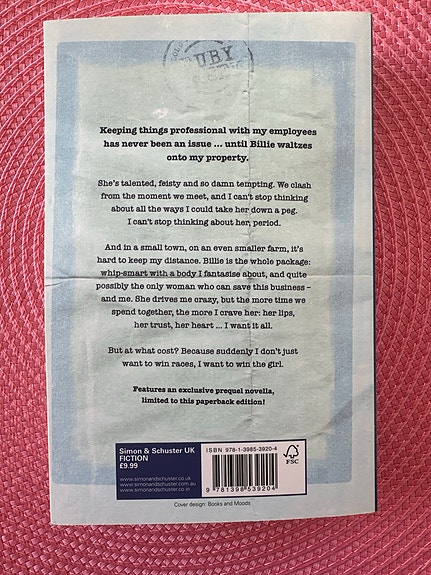 RUBY
Keeping things professional with my employees
has never been an issue ... until Billie waltzes
onto my property.
She's talented, feisty and so damn tempting. We clash
from the moment we meet, and I can't stop thinking
about all the ways I could take her down a peg.
I can't stop thinking about her, period.
And in a small town, on an even smaller farm, it's
hard to keep my distance. Billie is the whole package:
whip-smart with a body I fantasise about, and quite
possibly the only woman who can save this business –
and me. She drives me crazy, but the more time we
spend together, the more I crave her: her lips,
her trust, her heart ... I want it all.
But at what cost? Because suddenly I don't just
want to win races, I want to win the girl.
Features an exclusive prequel novella,
limited to this paperback edition!
Simon & Schuster UK
FICTION
£9.99
www.simonandschuster.co.uk
www.simonandschuster.com.au
www.simonandschuster.co.in
ISBN 978-1-3985-3920-4
9 781398 539204
FSC
Cover design: Books and Moods